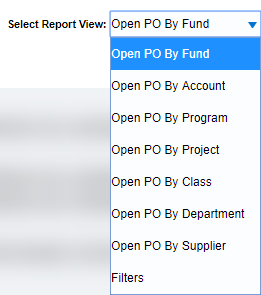 Select Report View: Open PO By Fund
Open PO By Fund
Open PO By Account
Open PO By Program
Open PO By Project
Open PO By Class
Open PO By Department
Open PO By Supplier
Filters